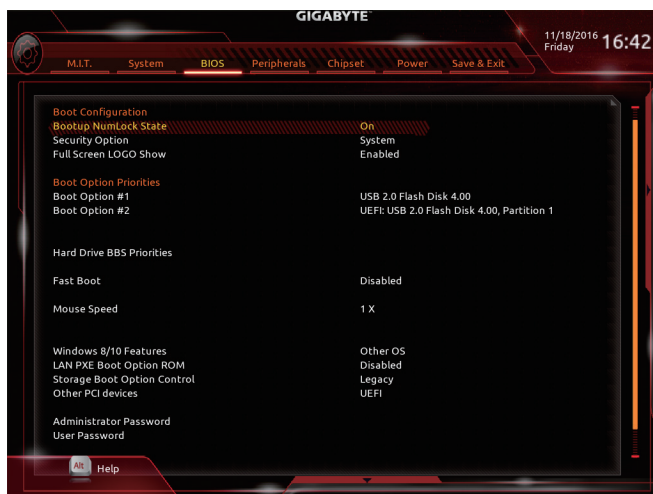 GIGABYTE
11/18/2016
Friday
16:42
M.I.T. System BIOS Peripherals Chipset Power Save & Exit
Boot Configuration
Bootup NumLock State On
Security Option System
Full Screen LOGO Show Enabled
Boot Option Priorities
Boot Option #1 USB 2.0 Flash Disk 4.00
Boot Option #2 UEFI: USB 2.0 Flash Disk 4.00, Partition 1
Hard Drive BBS Priorities
Fast Boot Disabled
Mouse Speed 1 X
Windows 8/10 Features Other OS
LAN PXE Boot Option ROM Disabled
Storage Boot Option Control Legacy
Other PCI devices UEFI
Administrator Password
User Password
Alt Help